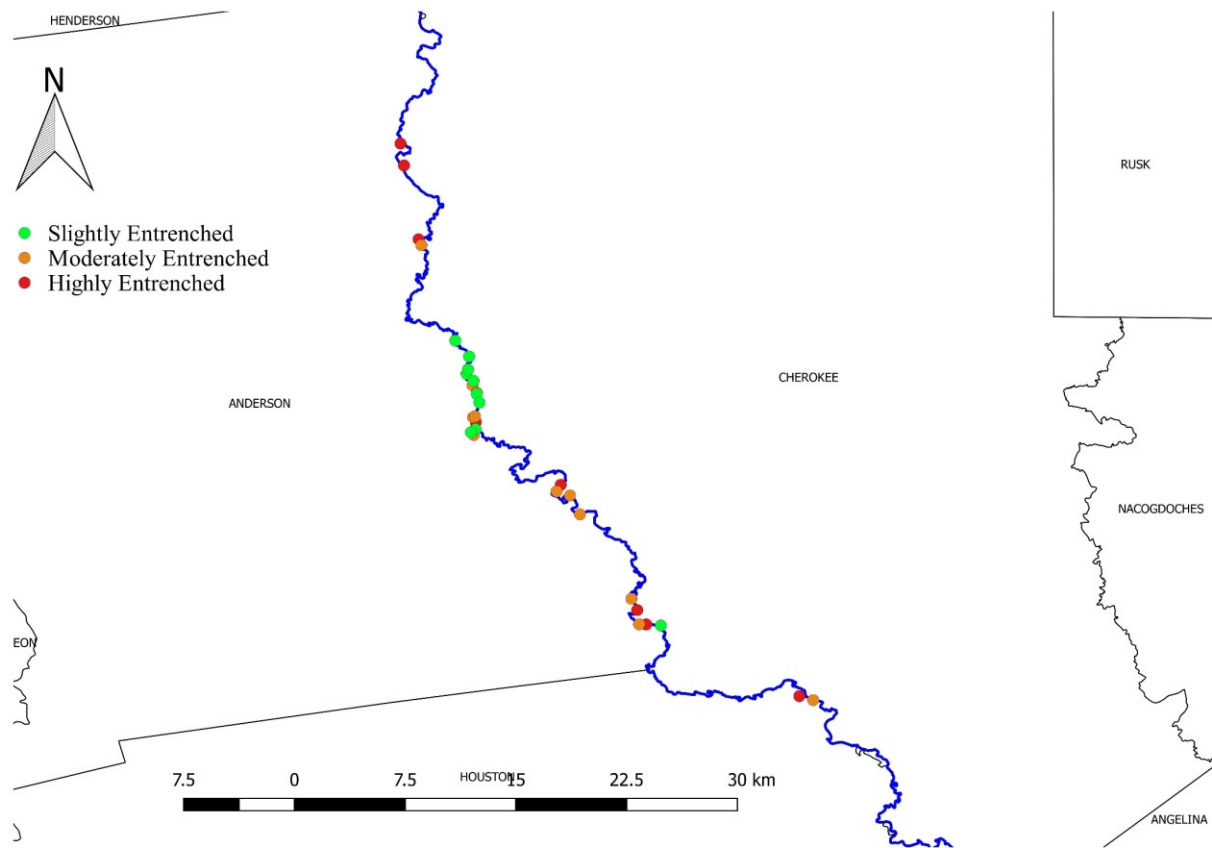 HENDERSON
N
RUSK
Slightly Entrenched
Moderately Entrenched
Highly Entrenched
CHEROKEE
ANDERSON
NACOGDOCHES
EON
HOUSTON
7.5 0 7.5 15 22.5 30 km
ANGELINA